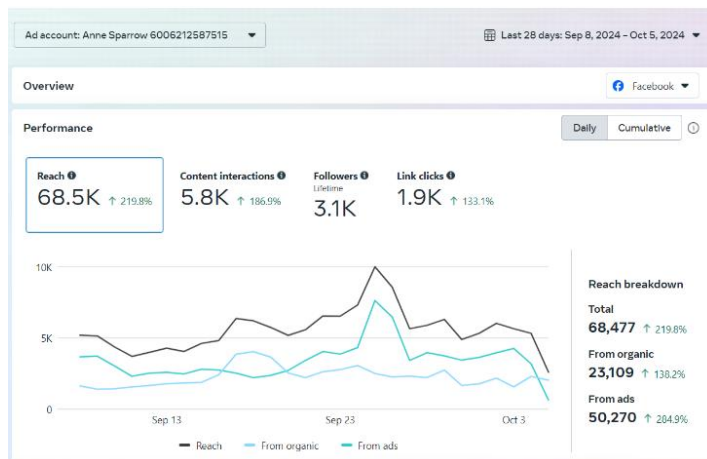 Ad account: Anne Sparrow 6006212587515
Last 28 days: Sep 8, 2024 – Oct 5, 2024
Overview
Facebook
Performance
Daily Cumulative
Reach Content interactions Followers Link clicks
Lifetime
68.5K ↑ 219.8% 5.8K ↑ 186.9% 3.1K 1.9K ↑ 133.1%
10K
5K
0
Sep 13 Sep 23 Oct 3
Reach From organic From ads
Reach breakdown
Total
68,477 ↑ 219.8%
From organic
23,109 ↑ 138.2%
From ads
50,270 ↑ 284.9%